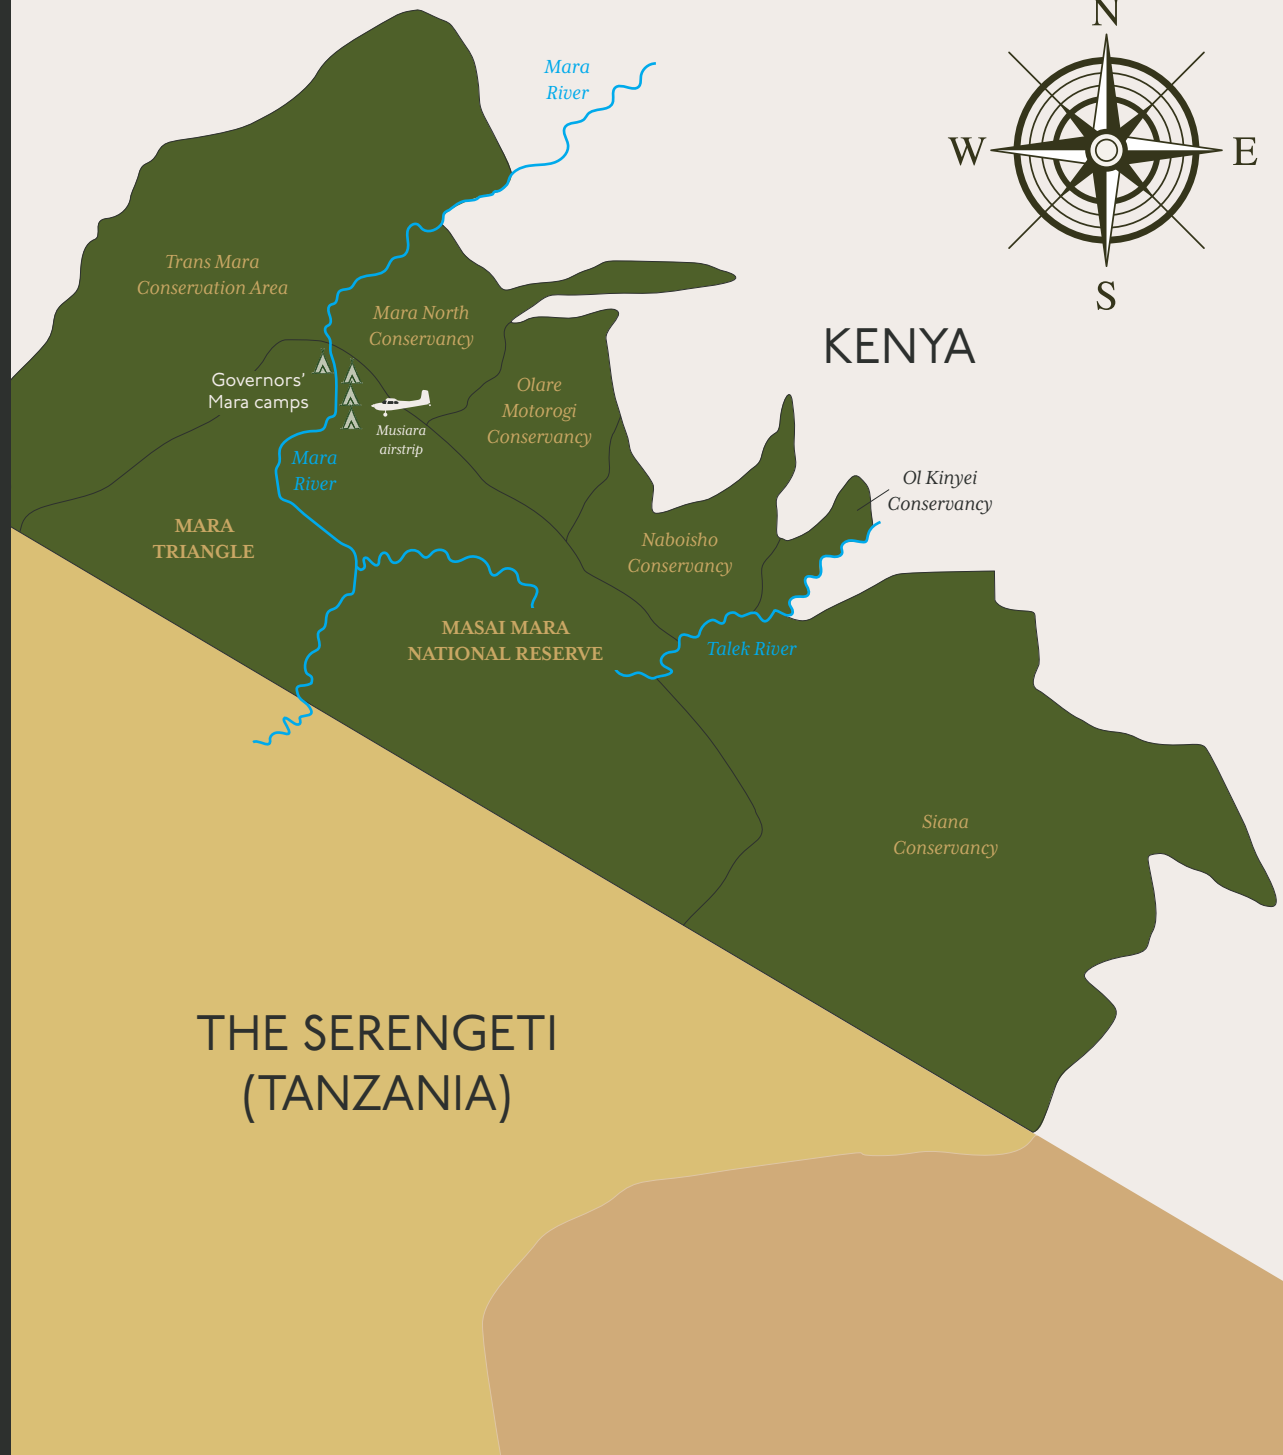 N
Mara
River
W
E
S
Trans Mara
Conservation Area
Mara North
Conservancy
KENYA
Governors’
Mara camps
Olare
Motorogi
Conservancy
Musiara
airstrip
Mara
River
Ol Kinyei
Conservancy
MARA
TRIANGLE
Naboisho
Conservancy
MASAI MARA
NATIONAL RESERVE
Talek River
Siana
Conservancy
THE SERENGETI
(TANZANIA)